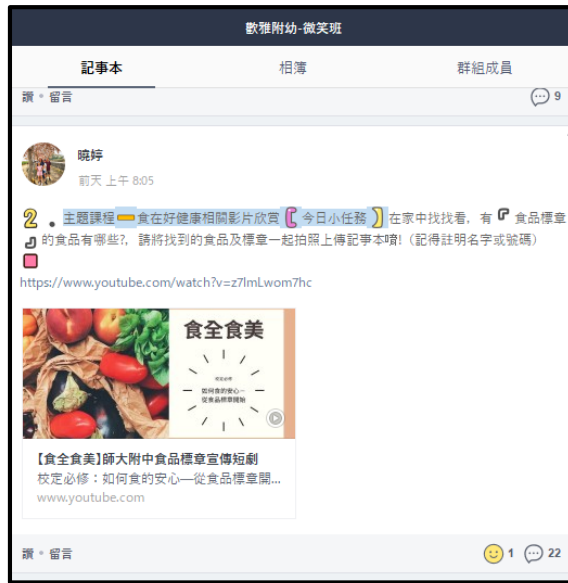 歡雅附幼-微笑班
記事本 相簿 群組成員
讚 • 留言 9
曉婷
前天 上午 8:05
2 . 主題課程 — 食在好健康相關影片欣賞 【今日小任務】 在家中找找看，有「食品標章
」的食品有哪些?，請將找到的食品及標章一起拍照上傳記事本唷!（記得註明名字或號碼）
https://www.youtube.com/watch?v=z7lmLwom7hc
食全食美
校定必修
如何食的安心—
從食品標章開始
【食全食美】師大附中食品標章宣傳短劇
校定必修：如何食的安心—從食品標章開...
www.youtube.com
讚 • 留言 1 22